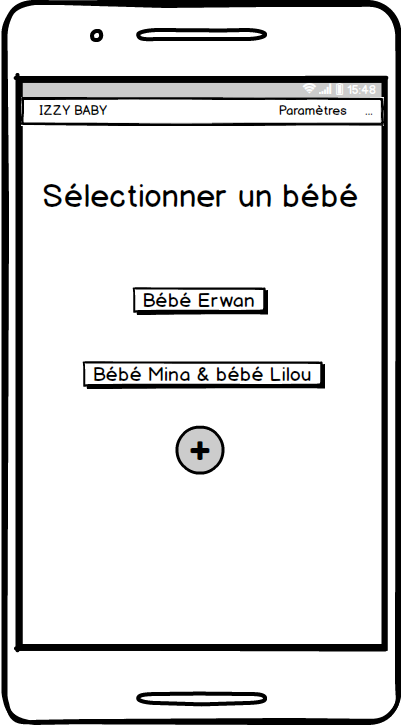 15:48
IZZY BABY Paramètres ...
Sélectionner un bébé
Bébé Erwan
Bébé Mina & bébé Lilou
+